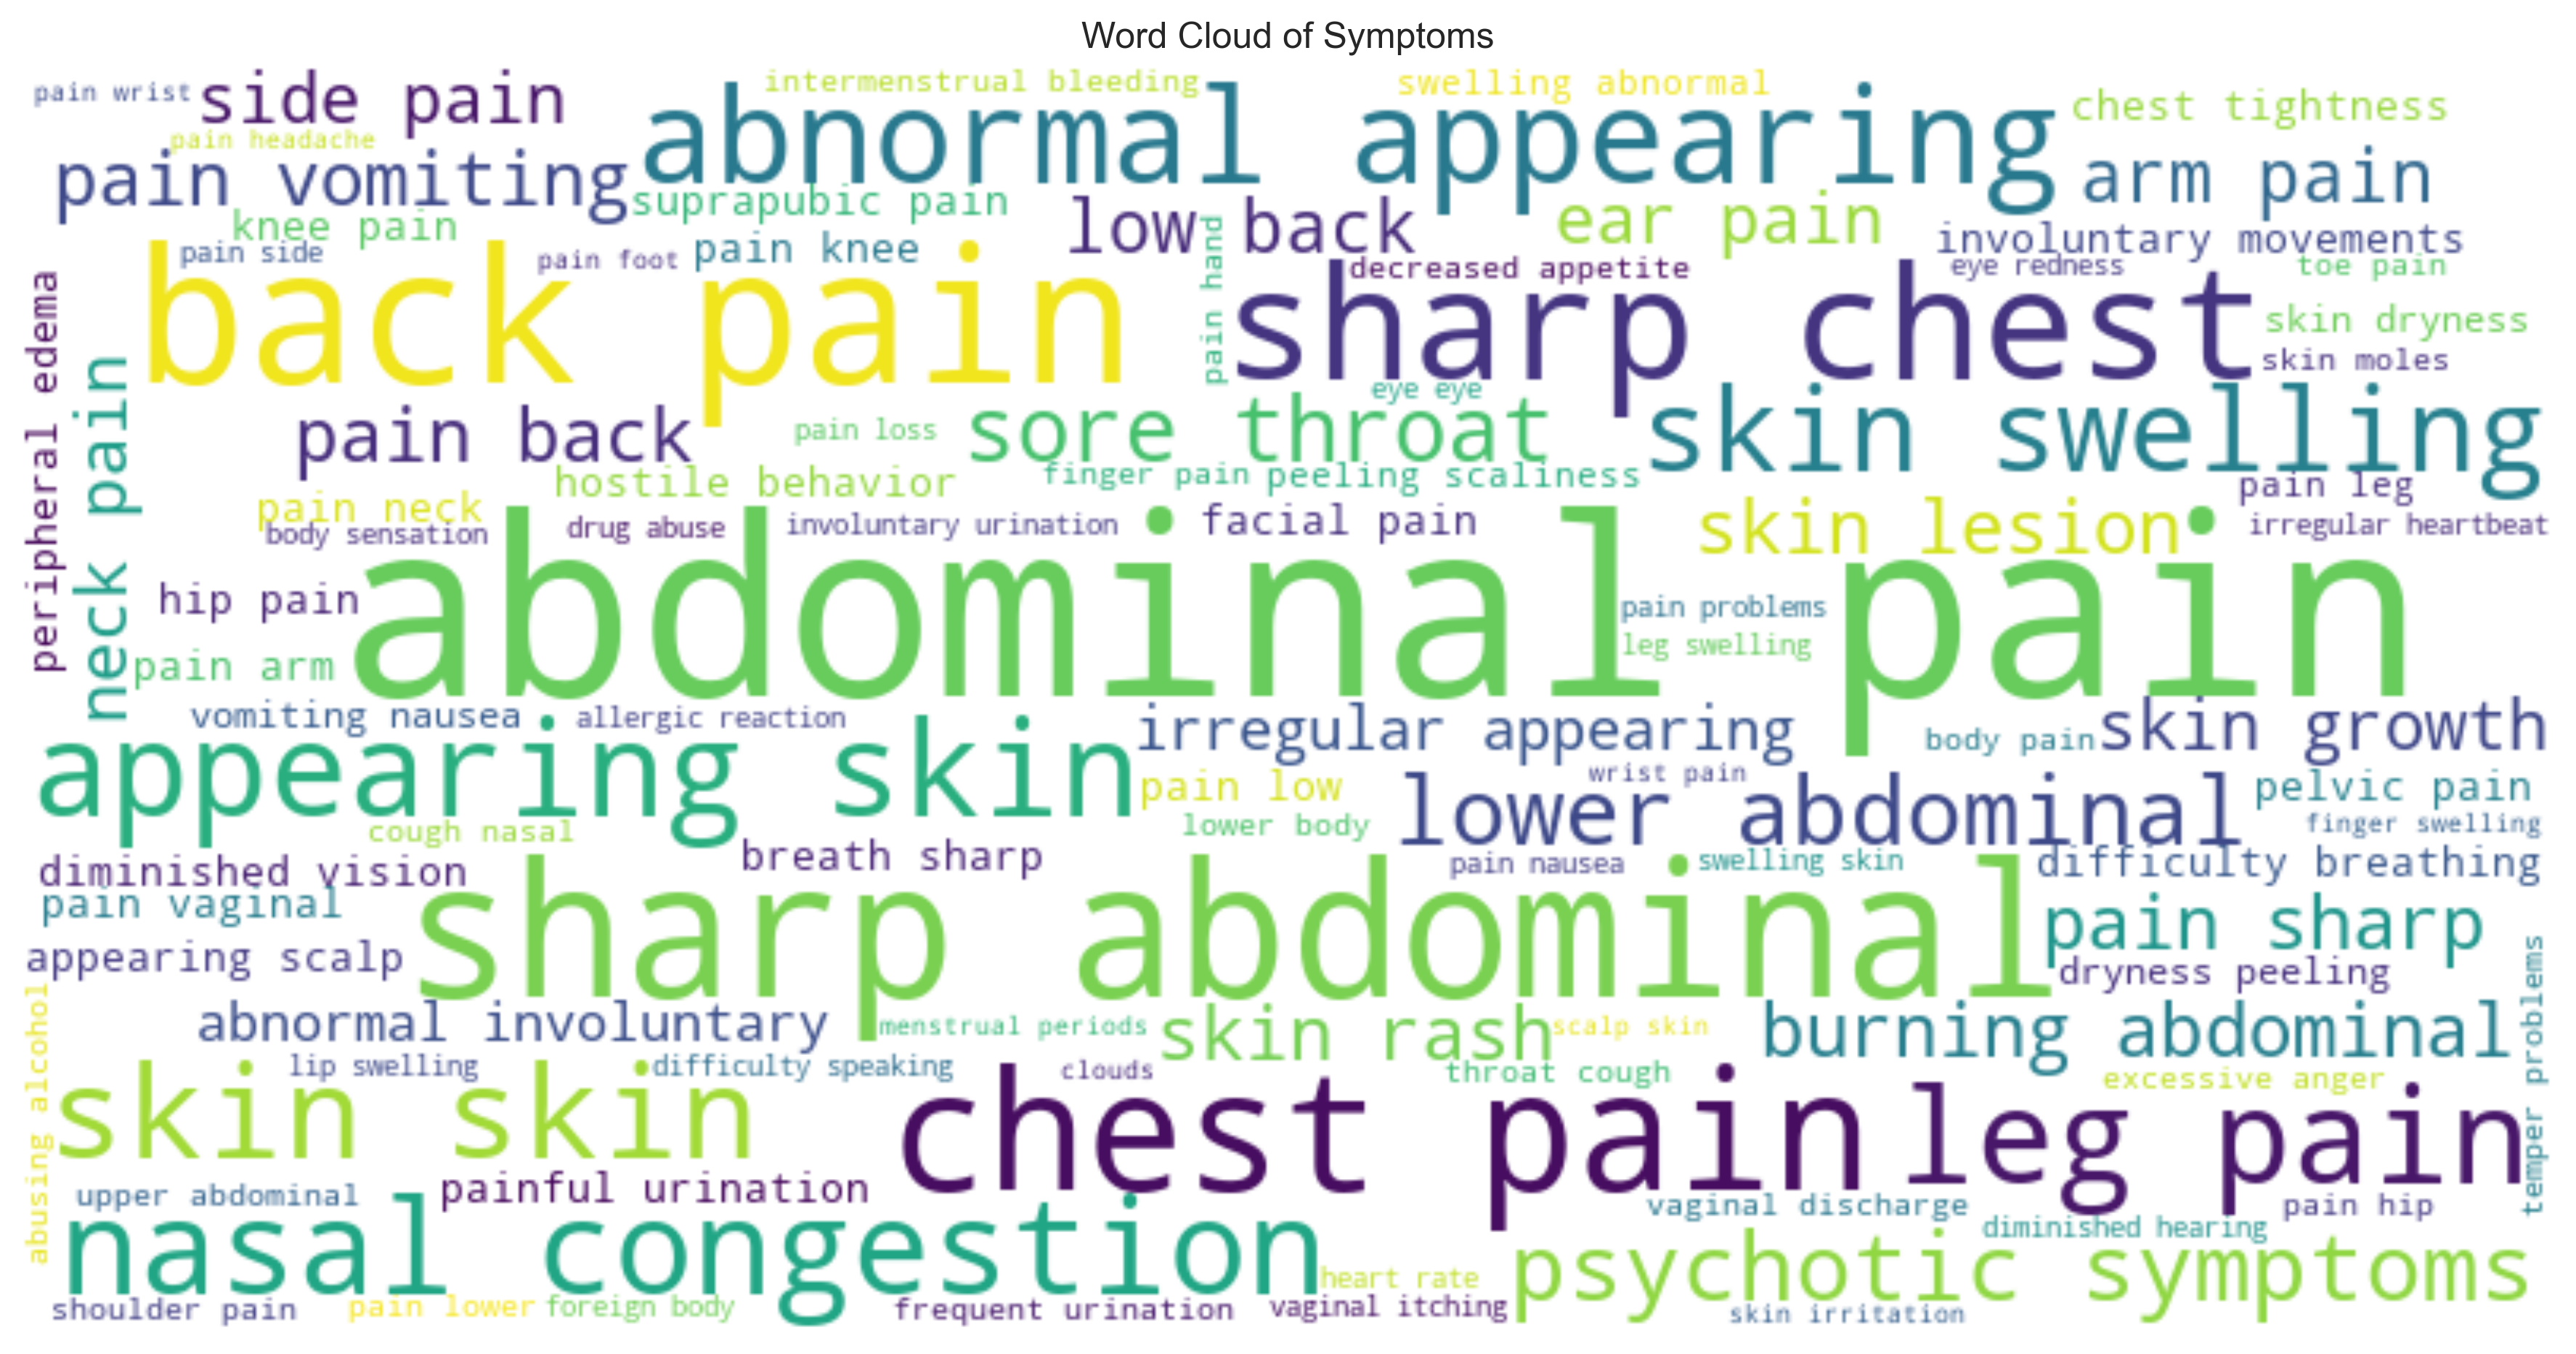 Word Cloud of Symptoms
pain wrist
side pain
intermenstrual bleeding
swelling abnormal
abnormal appearing
chest tightness
pain headache
pain vomiting
arm pain
suprapubic pain
low back
ear pain
knee pain
involuntary movements
pain side
pain foot
pain knee
decreased appetite
eye redness
toe pain
back pain
pain hand
sharp chest
skin dryness
skin moles
peripheral edema
neck pain
eye eye
pain back
pain loss
sore throat
skin swelling
hostile behavior
finger pain
peeling scaliness
pain leg
pain neck
body sensation
drug abuse
involuntary urination
facial pain
skin lesion
irregular heartbeat
hip pain
abdominal pain
pain problems
leg swelling
pain arm
vomiting nausea
allergic reaction
irregular appearing
body pain
skin growth
appearing skin
pain low
wrist pain
lower abdominal
pelvic pain
cough nasal
lower body
finger swelling
diminished vision
breath sharp
pain nausea
swelling skin
difficulty breathing
pain vaginal
sharp abdominal
pain sharp
appearing scalp
dryness peeling
abusing alcohol
abnormal involuntary
menstrual periods
skin rash
scalp skin
burning abdominal
temper problems
lip swelling
difficulty speaking
clouds
throat cough
excessive anger
skin skin
chest pain
leg pain
upper abdominal
painful urination
vaginal discharge
pain hip
diminished hearing
nasal congestion
heart rate
psychotic symptoms
shoulder pain
pain lower
foreign body
frequent urination
vaginal itching
skin irritation